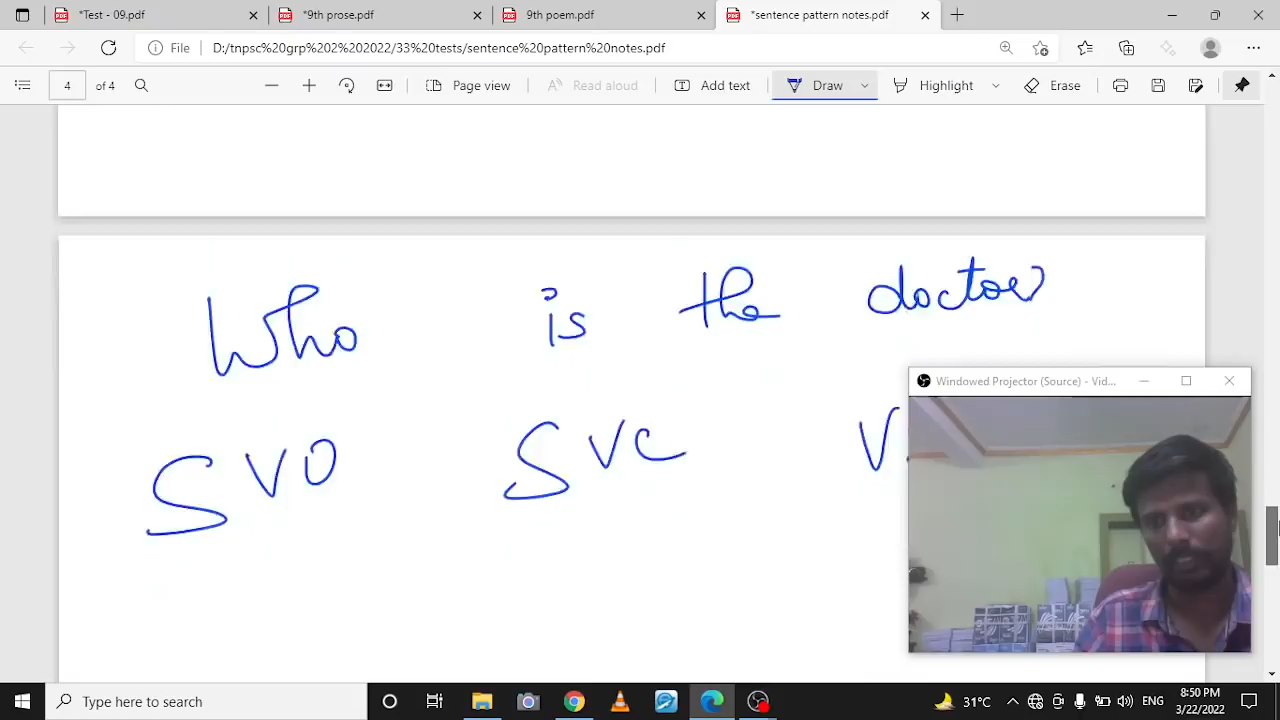 *Test - 09.pdf
*9th prose.pdf
9th poem.pdf
*sentence pattern notes.pdf
File
D:/tnpsc%20grp%202%202022/33%20tests/sentence%20pattern%20notes.pdf
4 of 4
Page view
Read aloud
Add text
Draw
Highlight
Erase
Who is the doctor
Windowed Projector (Source) - Vid...
SVO SVC V
Type here to search
31°C
ENG
8:50 PM
3/22/2022